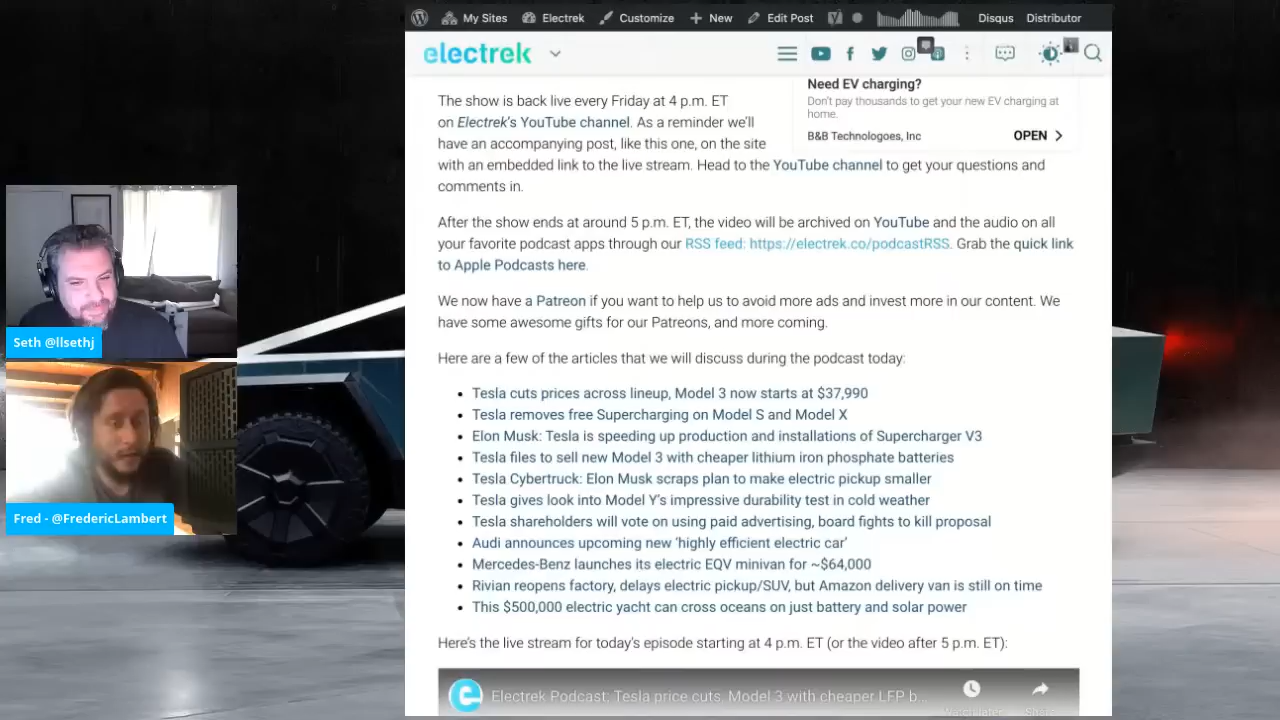 My Sites
Electrek
Customize
New
Edit Post
Disqus
Distributor
electrek
Need EV charging?
Don't pay thousands to get your new EV charging at
home.
B&B Technologoes, Inc
OPEN
The show is back live every Friday at 4 p.m. ET
on Electrek's YouTube channel. As a reminder we'll
have an accompanying post, like this one, on the site
with an embedded link to the live stream. Head to the YouTube channel to get your questions and
comments in.
After the show ends at around 5 p.m. ET, the video will be archived on YouTube and the audio on all
your favorite podcast apps through our RSS feed: https://electrek.co/podcastRSS. Grab the quick link
to Apple Podcasts here.
We now have a Patreon if you want to help us to avoid more ads and invest more in our content. We
have some awesome gifts for our Patreons, and more coming.
Here are a few of the articles that we will discuss during the podcast today:
Tesla cuts prices across lineup, Model 3 now starts at $37,990
Tesla removes free Supercharging on Model S and Model X
Elon Musk: Tesla is speeding up production and installations of Supercharger V3
Tesla files to sell new Model 3 with cheaper lithium iron phosphate batteries
Tesla Cybertruck: Elon Musk scraps plan to make electric pickup smaller
Tesla gives look into Model Y's impressive durability test in cold weather
Tesla shareholders will vote on using paid advertising, board fights to kill proposal
Audi announces upcoming new 'highly efficient electric car'
Mercedes-Benz launches its electric EQV minivan for ~$64,000
Rivian reopens factory, delays electric pickup/SUV, but Amazon delivery van is still on time
This $500,000 electric yacht can cross oceans on just battery and solar power
Here's the live stream for today's episode starting at 4 p.m. ET (or the video after 5 p.m. ET):
Electrek Podcast: Tesla price cuts, Model 3 with cheaper LFP b...
Seth @llsethj
Fred - @FredericLambert